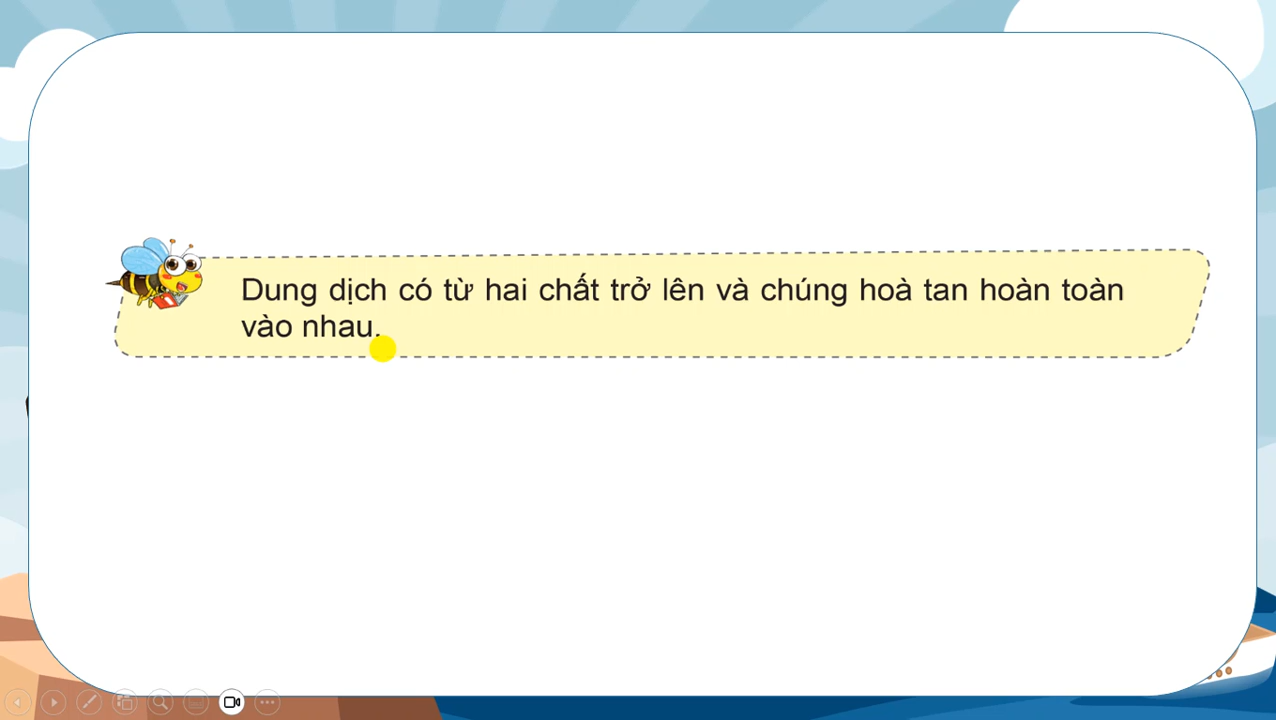 Dung dịch có từ hai chất trở lên và chúng hoà tan hoàn toàn
vào nhau.